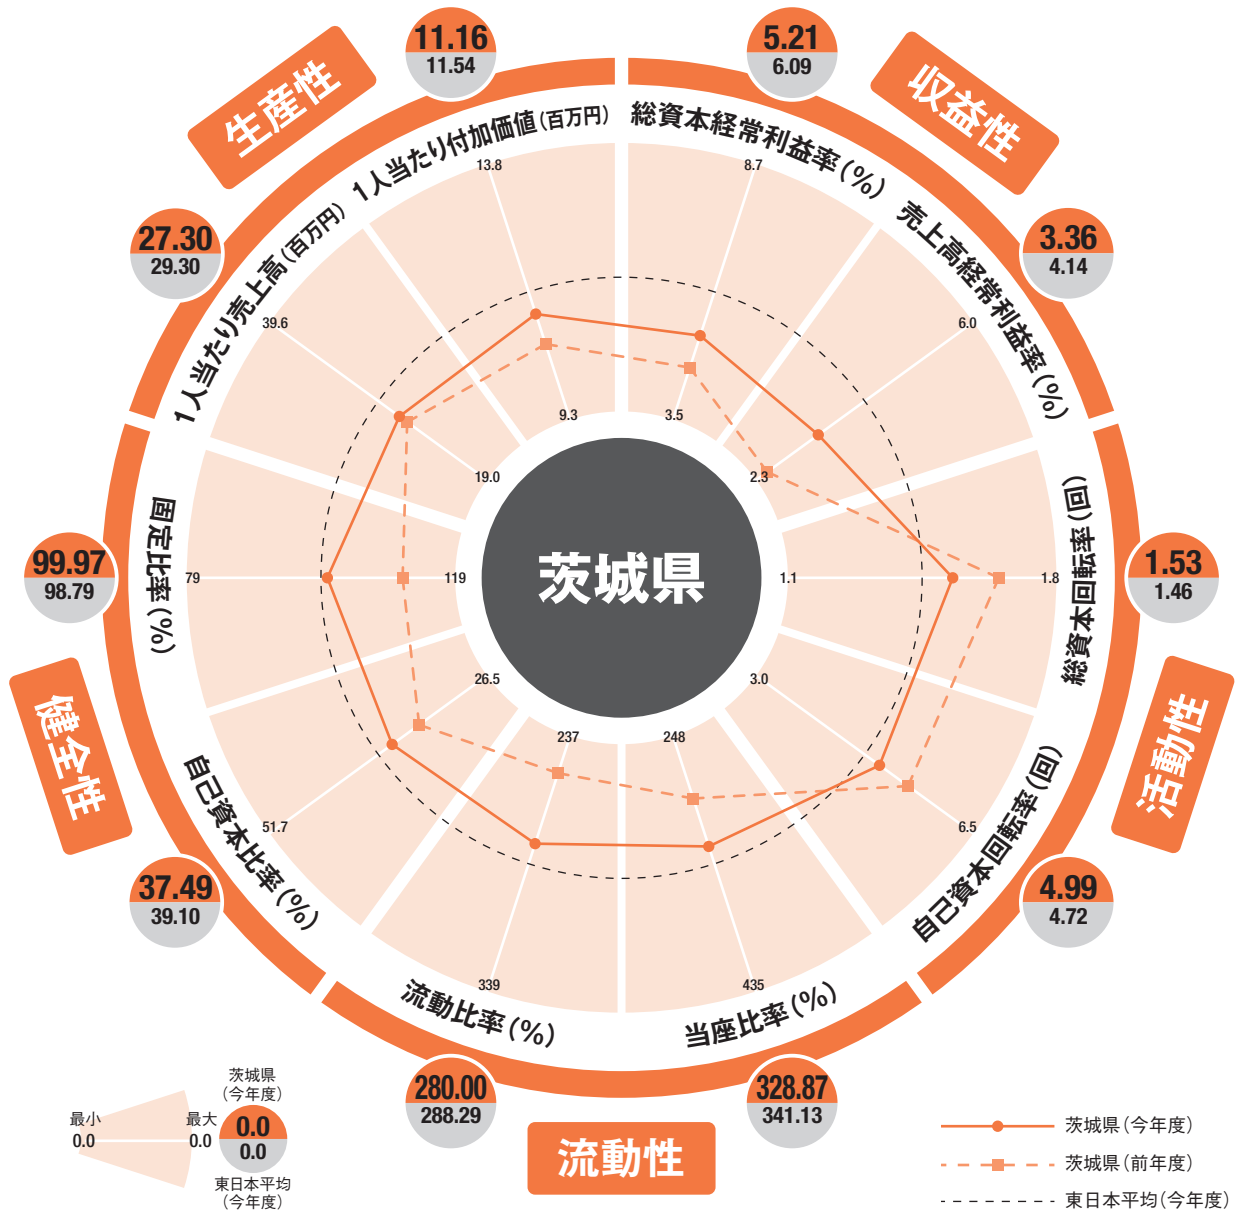 茨城県
収益性
5.21
6.09
総資本経常利益率(%)
8.7
3.5
3.36
4.14
売上高経常利益率(%)
6.0
2.3
活動性
1.53
1.46
総資本回転率(回)
1.8
1.1
4.99
4.72
自己資本回転率(回)
6.5
3.0
流動性
328.87
341.13
当座比率(%)
435
248
280.00
288.29
流動比率(%)
339
237
健全性
37.49
39.10
自己資本比率(%)
51.7
26.5
99.97
98.79
固定比率(%)
79
119
生産性
27.30
29.30
1人当たり売上高(百万円)
39.6
19.0
11.16
11.54
1人当たり付加価値(百万円)
13.8
9.3
茨城県
(今年度)
最小
0.0
最大
0.0
0.0
0.0
東日本平均
(今年度)
茨城県(今年度)
茨城県(前年度)
東日本平均(今年度)